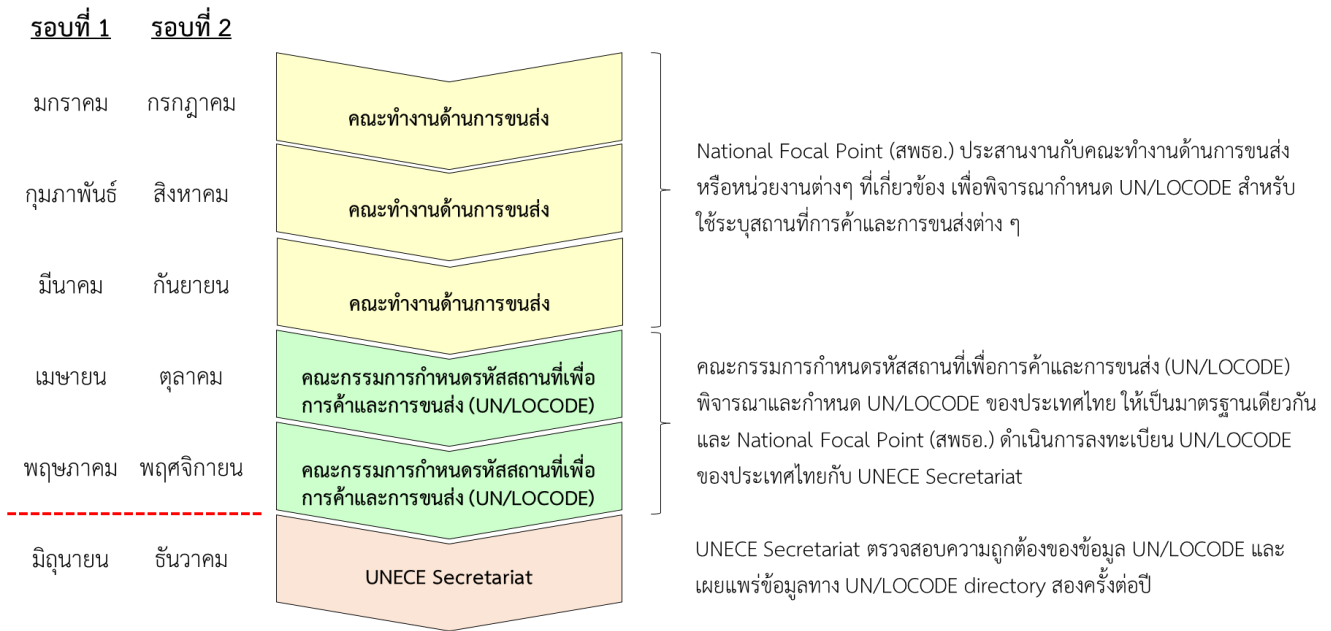 รอบที่ 1 รอบที่ 2
มกราคม กรกฎาคม
คณะทำงานด้านการขนส่ง
กุมภาพันธ์ สิงหาคม
คณะทำงานด้านการขนส่ง
มีนาคม กันยายน
คณะทำงานด้านการขนส่ง
National Focal Point (สพธอ.) ประสานงานกับคณะทำงานด้านการขนส่ง
หรือหน่วยงานต่างๆ ที่เกี่ยวข้อง เพื่อพิจารณากำหนด UN/LOCODE สำหรับ
ใช้ระบุสถานที่การค้าและการขนส่งต่าง ๆ
เมษายน ตุลาคม
คณะกรรมการกำหนดรหัสสถานที่เพื่อ
การค้าและการขนส่ง (UN/LOCODE)
พฤษภาคม พฤศจิกายน
คณะกรรมการกำหนดรหัสสถานที่เพื่อ
การค้าและการขนส่ง (UN/LOCODE)
คณะกรรมการกำหนดรหัสสถานที่เพื่อการค้าและการขนส่ง (UN/LOCODE)
พิจารณาและกำหนด UN/LOCODE ของประเทศไทย ให้เป็นมาตรฐานเดียวกัน
และ National Focal Point (สพธอ.) ดำเนินการลงทะเบียน UN/LOCODE
ของประเทศไทยกับ UNECE Secretariat
มิถุนายน ธันวาคม
UNECE Secretariat
UNECE Secretariat ตรวจสอบความถูกต้องของข้อมูล UN/LOCODE และ
เผยแพร่ข้อมูลทาง UN/LOCODE directory สองครั้งต่อปี